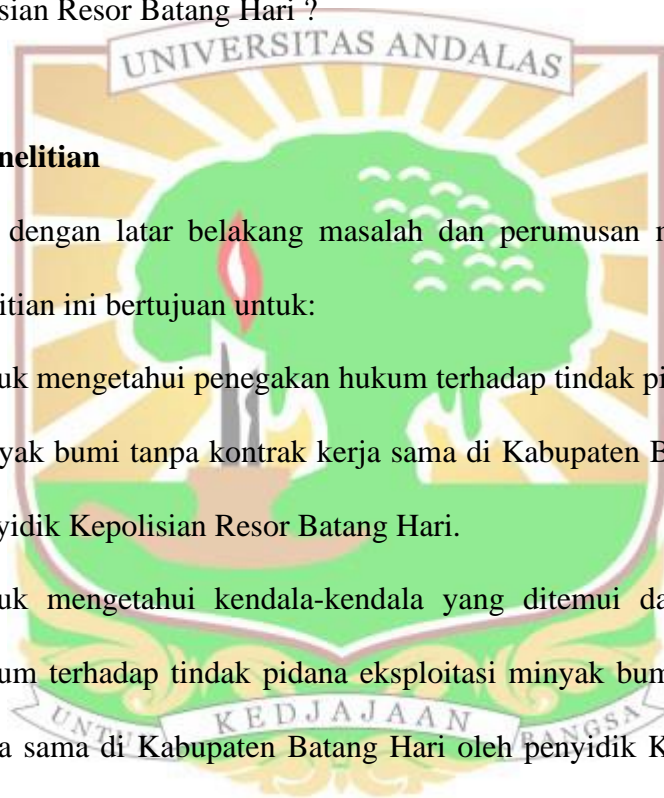 sian Resor Batang Hari ?
UNIVERSITAS ANDALAS
nelitian
dengan latar belakang masalah dan perumusan
itian ini bertujuan untuk:
uk mengetahui penegakan hukum terhadap tindak pi
yak bumi tanpa kontrak kerja sama di Kabupaten B
yidik Kepolisian Resor Batang Hari.
uk mengetahui kendala-kendala yang ditemui da
um terhadap tindak pidana eksploitasi minyak bum
UNTUK KEDJAJAAN BANGSA
a sama di Kabupaten Batang Hari oleh penyidik K